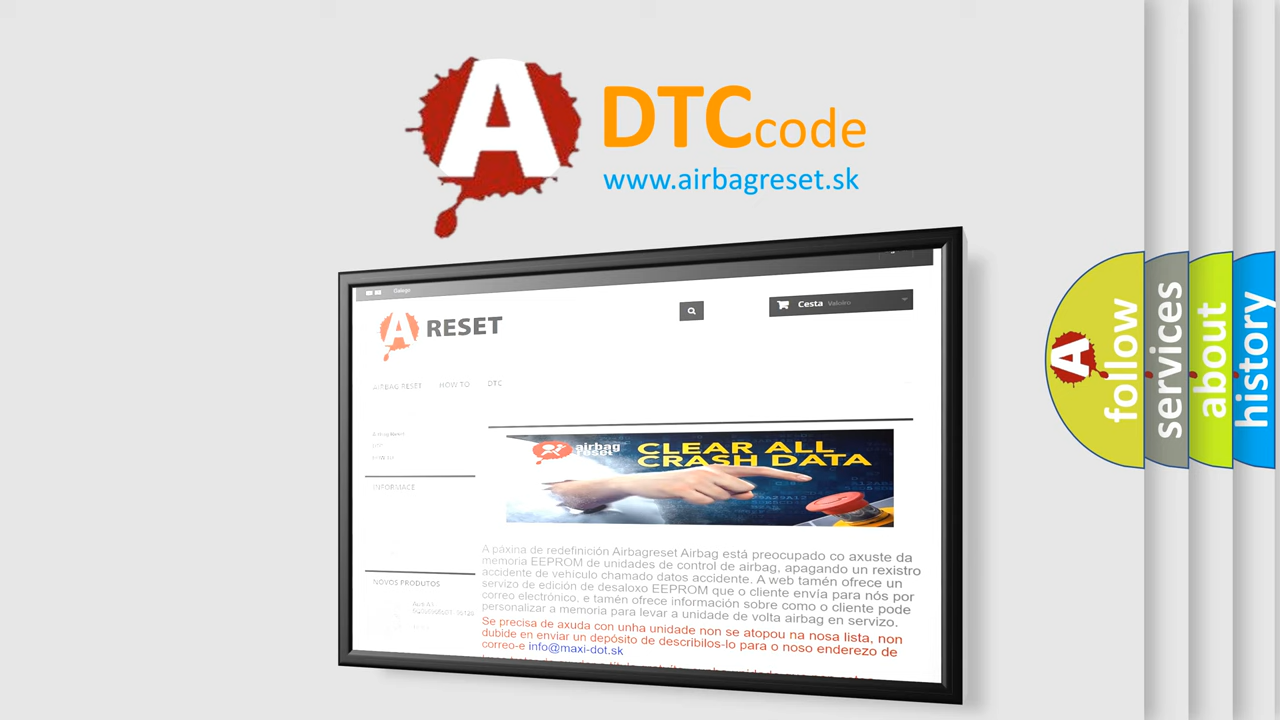 A
DTCcode
www.airbagreset.sk
Galego
A RESET
Cesta Valeiro
AIRBAG RESET HOW TO DTC
INFORMACE
NOVOS PRODUTOS
airbag
reset
CLEAR ALL
CRASH DATA
A páxina de redefinición Airbagreset Airbag está preocupado co axuste da
memoria EEPROM de unidades de control de airbag, apagando un rexistro
accidente de vehículo chamado datos accidente. A web tamén ofrece un
servizo de edición de desaloxo EEPROM que o cliente envía para nós por
correo electrónico, e tamén ofrece información sobre como o cliente pode
personalizar a memoria para levar a unidade de volta airbag en servizo.
Se precisa de axuda con unha unidade non se atopou na nosa lista, non
dubide en enviar un depósito de describilos-lo para o noso enderezo de
correo-e info@maxi-dot.sk
A
follow
services
about
history